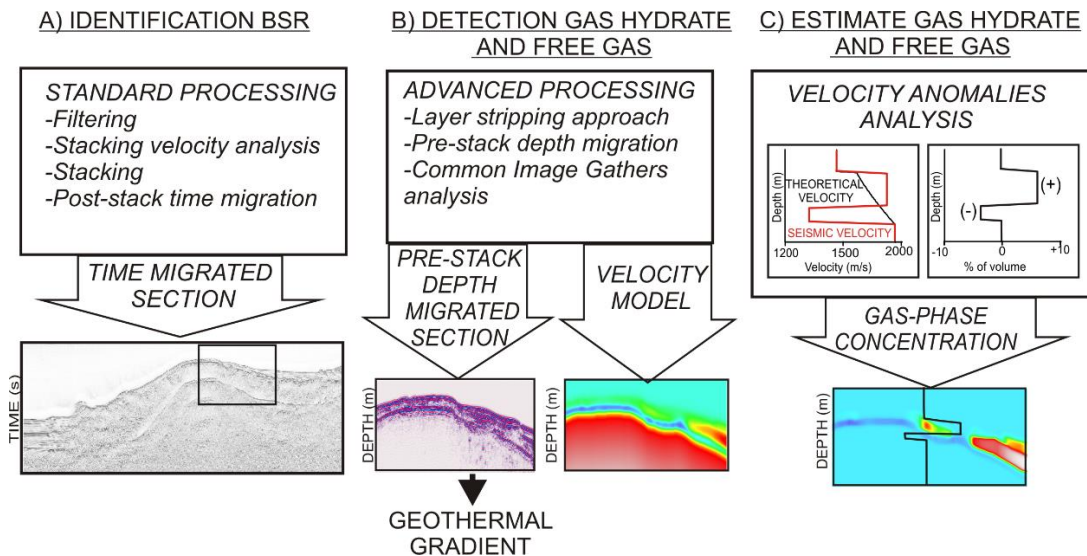 A) IDENTIFICATION BSR
STANDARD PROCESSING
-Filtering
-Stacking velocity analysis
-Stacking
-Post-stack time migration
TIME MIGRATED
SECTION
TIME (s)
B) DETECTION GAS HYDRATE
AND FREE GAS
ADVANCED PROCESSING
-Layer stripping approach
-Pre-stack depth migration
-Common Image Gathers
analysis
PRE-STACK
DEPTH
MIGRATED
SECTION
VELOCITY
MODEL
DEPTH (m)
DEPTH (m)
GEOTHERMAL
GRADIENT
C) ESTIMATE GAS HYDRATE
AND FREE GAS
VELOCITY ANOMALIES
ANALYSIS
Depth (m)
THEORETICAL
VELOCITY
SEISMIC VELOCITY
1200 1500 2000
Velocity (m/s)
Depth (m)
(+)
(-)
-10 0 +10
% of volume
GAS-PHASE
CONCENTRATION
DEPTH (m)